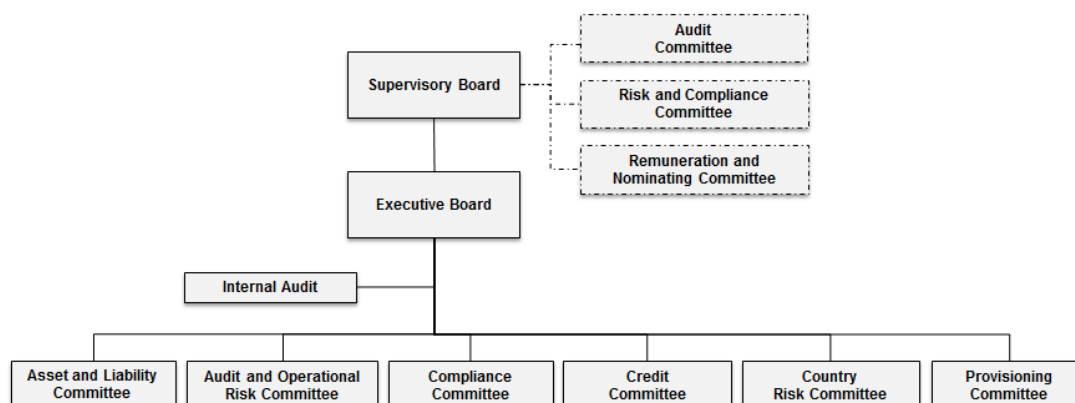 Audit
Committee
Supervisory Board
Risk and Compliance
Committee
Remuneration and
Nominating Committee
Executive Board
Internal Audit
Asset and Liability
Committee
Audit and Operational
Risk Committee
Compliance
Committee
Credit
Committee
Country
Risk Committee
Provisioning
Committee